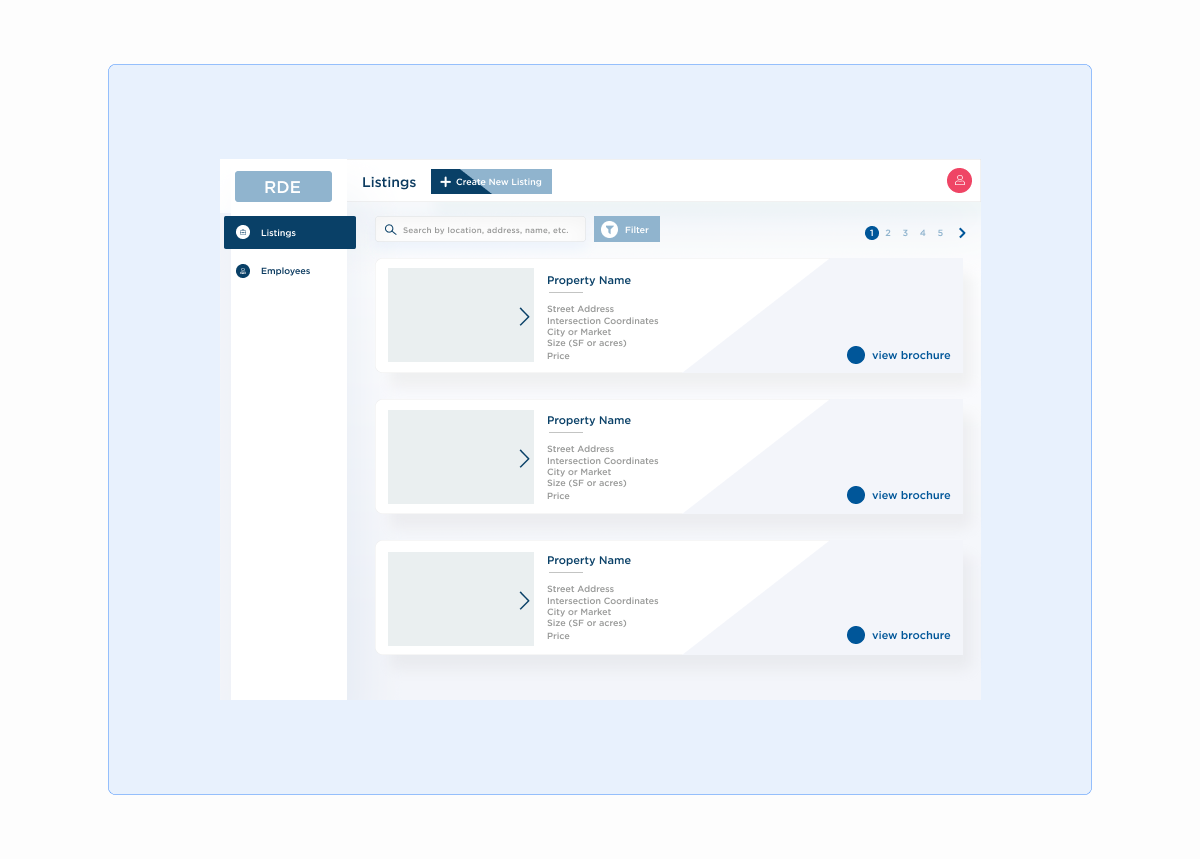 RDE
Listings
Create New Listing
Listings
Employees
Search by location, address, name, etc.
Filter
1 2 3 4 5
Property Name
Street Address
Intersection Coordinates
City or Market
Size (SF or acres)
Price
view brochure
Property Name
Street Address
Intersection Coordinates
City or Market
Size (SF or acres)
Price
view brochure
Property Name
Street Address
Intersection Coordinates
City or Market
Size (SF or acres)
Price
view brochure